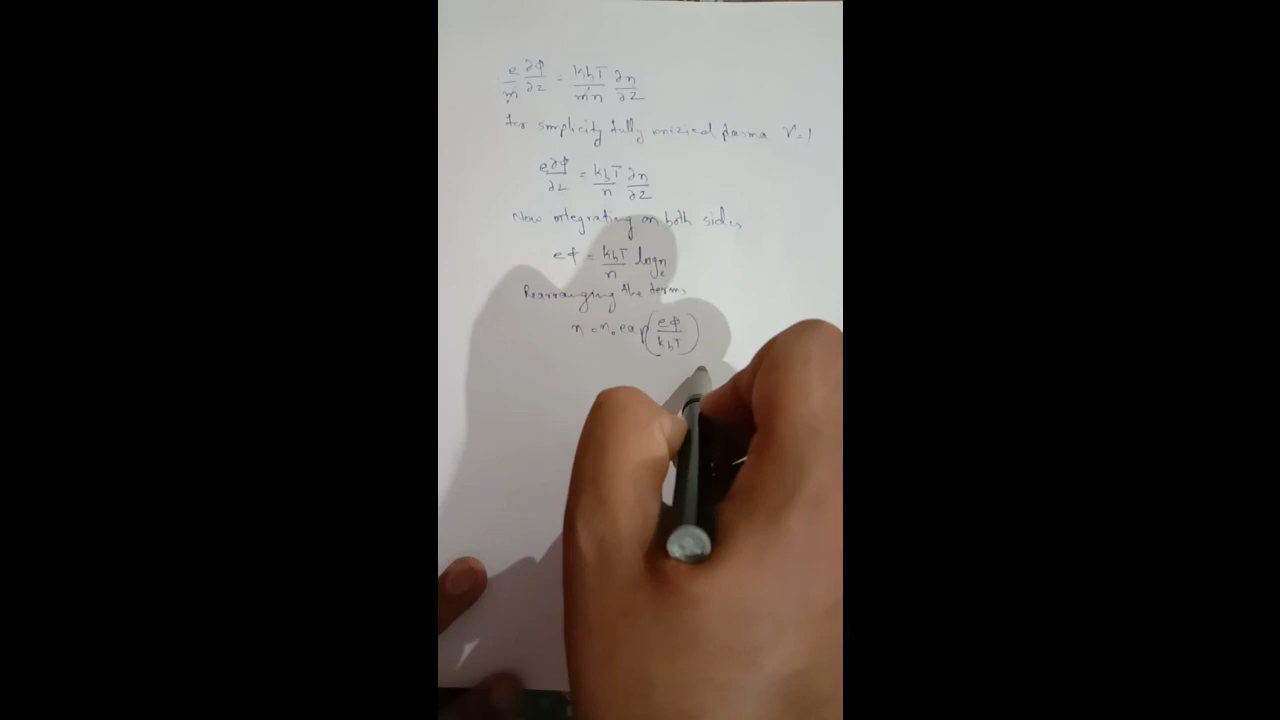 e/m ∂Φ/∂z = k_bT/mn ∂n/∂z
For simplicity fully ionized plasma γ=1
e∂Φ/∂z = k_bT/n ∂n/∂z
Now integrating on both sides
eΦ = k_bT/n
Rearranging the terms
n = n₀ exp(eΦ/k_bT)